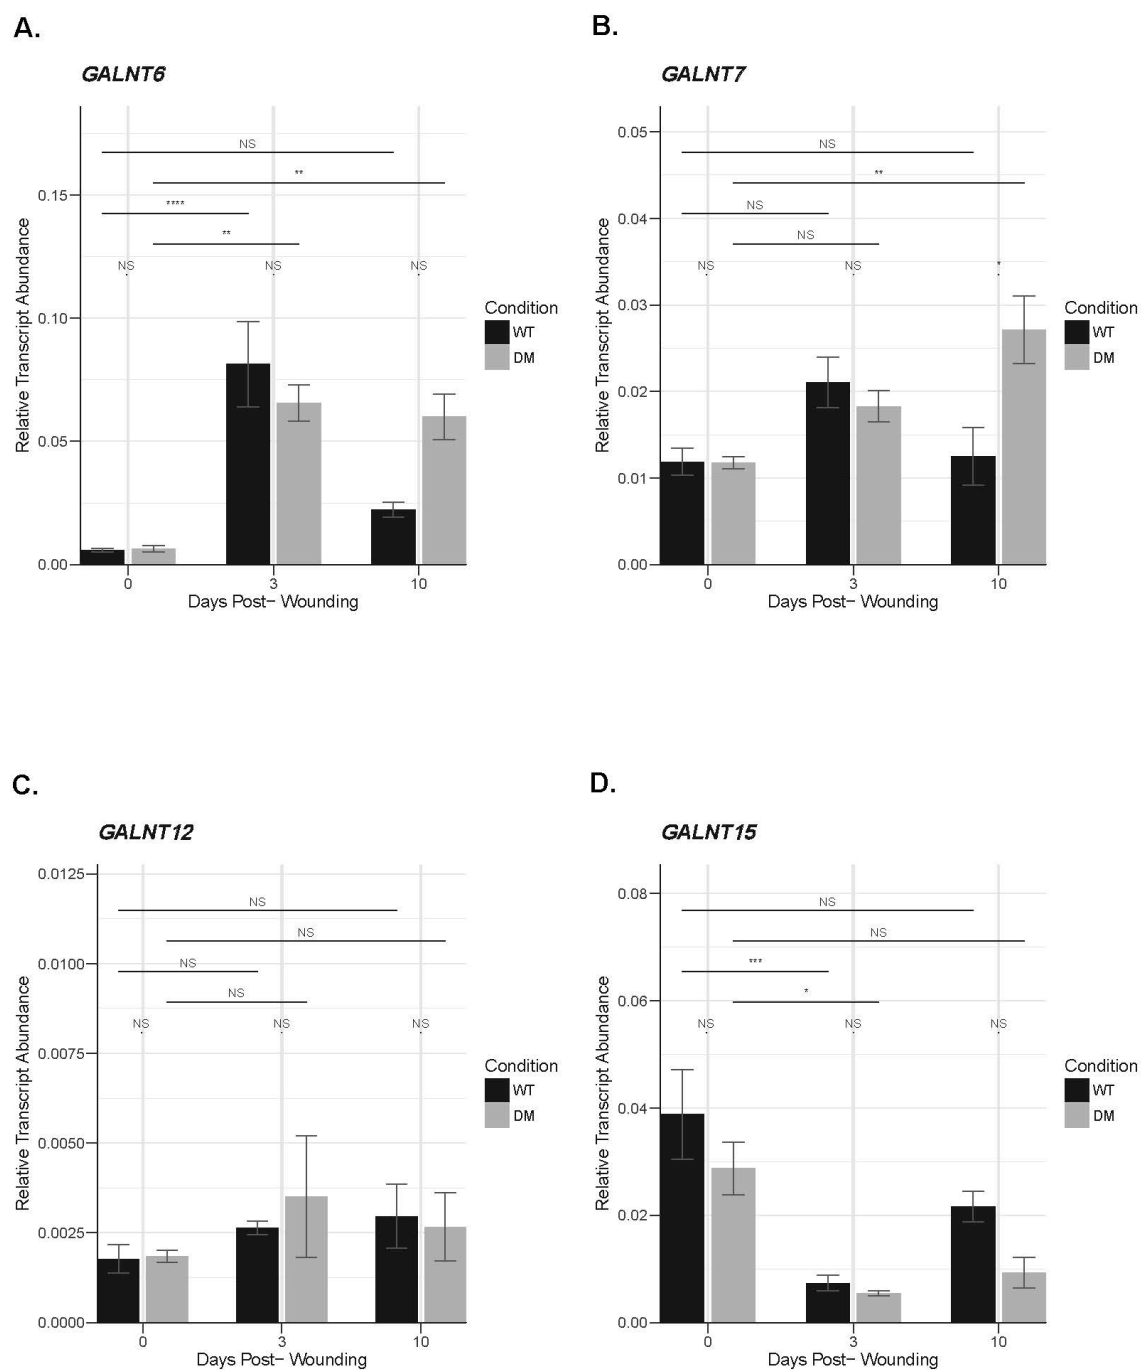 A.
GALNT6
NS
**
****
**
NS NS NS
0.15
0.10
0.05
0.00
Relative Transcript Abundance
0 3 10
Days Post− Wounding
Condition
WT
DM
B.
GALNT7
NS
**
NS
NS
NS NS *
0.05
0.04
0.03
0.02
0.01
0.00
Relative Transcript Abundance
0 3 10
Days Post− Wounding
Condition
WT
DM
C.
GALNT12
NS
NS
NS
NS
NS NS NS
0.0125
0.0100
0.0075
0.0050
0.0025
0.0000
Relative Transcript Abundance
0 3 10
Days Post− Wounding
Condition
WT
DM
D.
GALNT15
NS
NS
***
*
NS NS NS
0.08
0.06
0.04
0.02
0.00
Relative Transcript Abundance
0 3 10
Days Post− Wounding
Condition
WT
DM